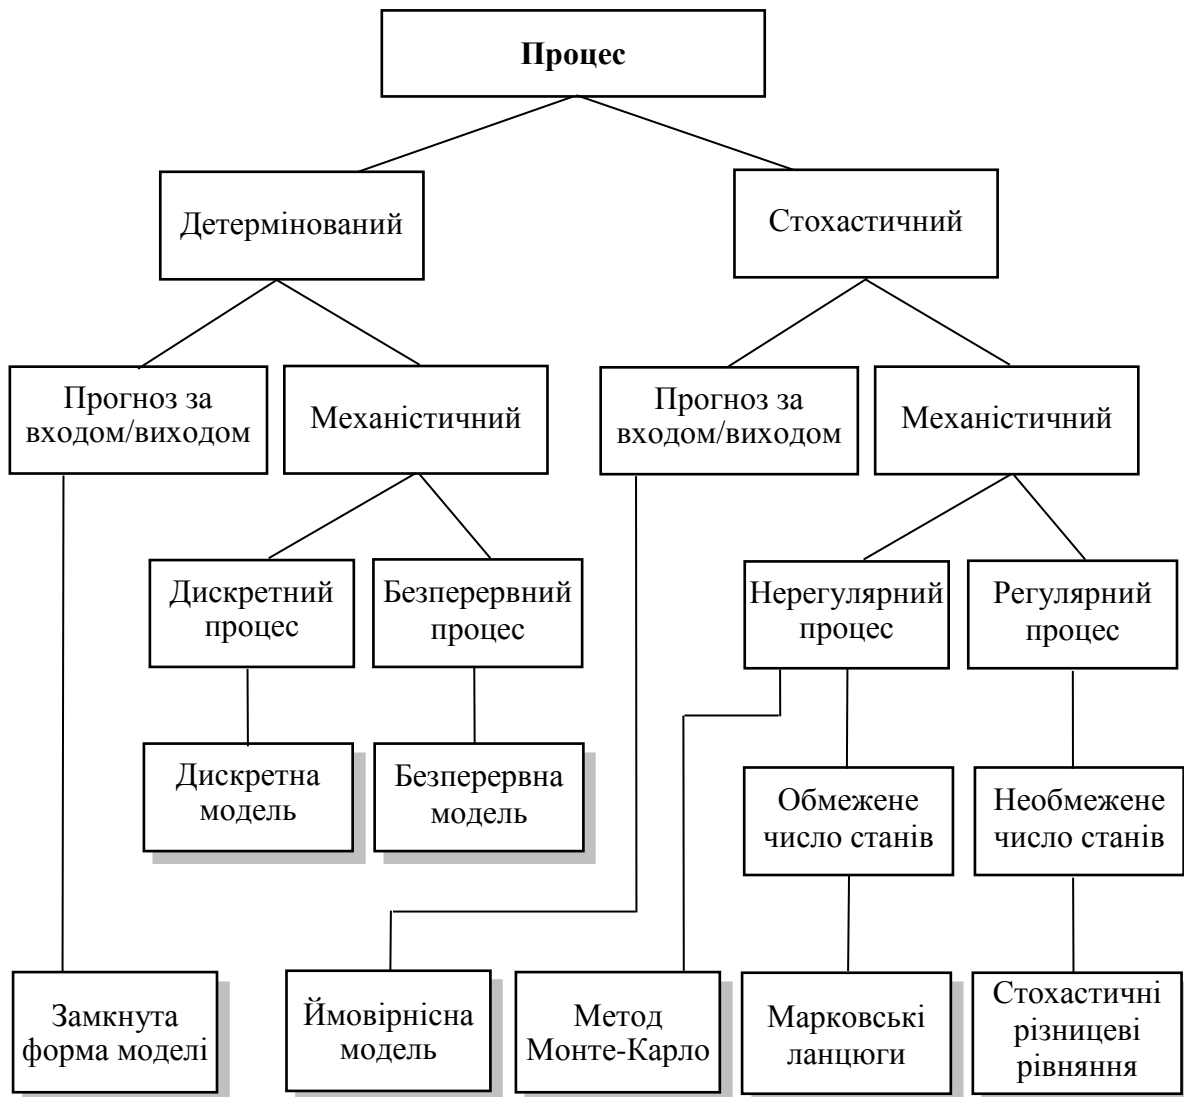 Процес
Детермінований
Стохастичний
Прогноз за
входом/виходом
Механістичний
Прогноз за
входом/виходом
Механістичний
Дискретний
процес
Безперервний
процес
Нерегулярний
процес
Регулярний
процес
Дискретна
модель
Безперервна
модель
Обмежене
число станів
Необмежене
число станів
Замкнута
форма моделі
Ймовірнісна
модель
Метод
Монте-Карло
Марковські
ланцюги
Стохастичні
різницеві
рівняння